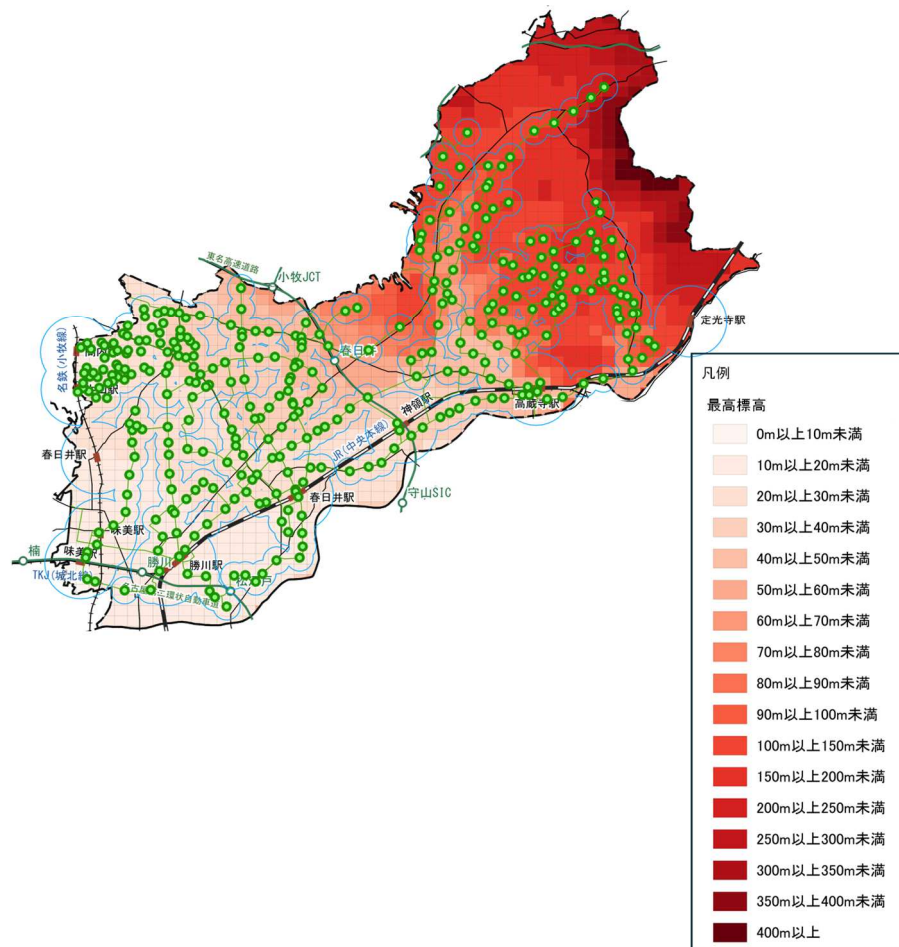 東名高速道路
小牧JCT
定光寺駅
名鉄(小牧線)
春日井
神領駅
高蔵寺駅
JR(中央本線)
春日井駅
春日井駅
守山SIC
味美駅
楠
味美駅
勝川
勝川駅
TKJ(城北線)
環状自動車道
凡例
最高標高
0m以上10m未満
10m以上20m未満
20m以上30m未満
30m以上40m未満
40m以上50m未満
50m以上60m未満
60m以上70m未満
70m以上80m未満
80m以上90m未満
90m以上100m未満
100m以上150m未満
150m以上200m未満
200m以上250m未満
250m以上300m未満
300m以上350m未満
350m以上400m未満
400m以上